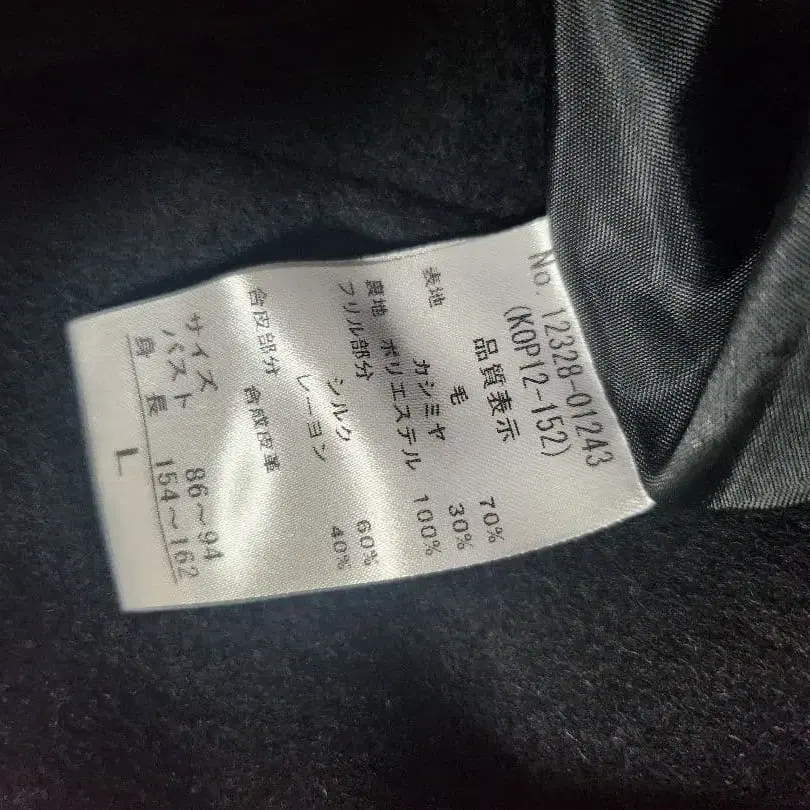 No. 12328-01243
(KOP12-152)
品質表示
表地 毛 70%
カシミヤ 30%
裏地 ポリエステル 100%
フリル部分
シルク 60%
レーヨン 40%
合皮部分 合成皮革
サイズ
バスト 86～94
身長 154～162
L